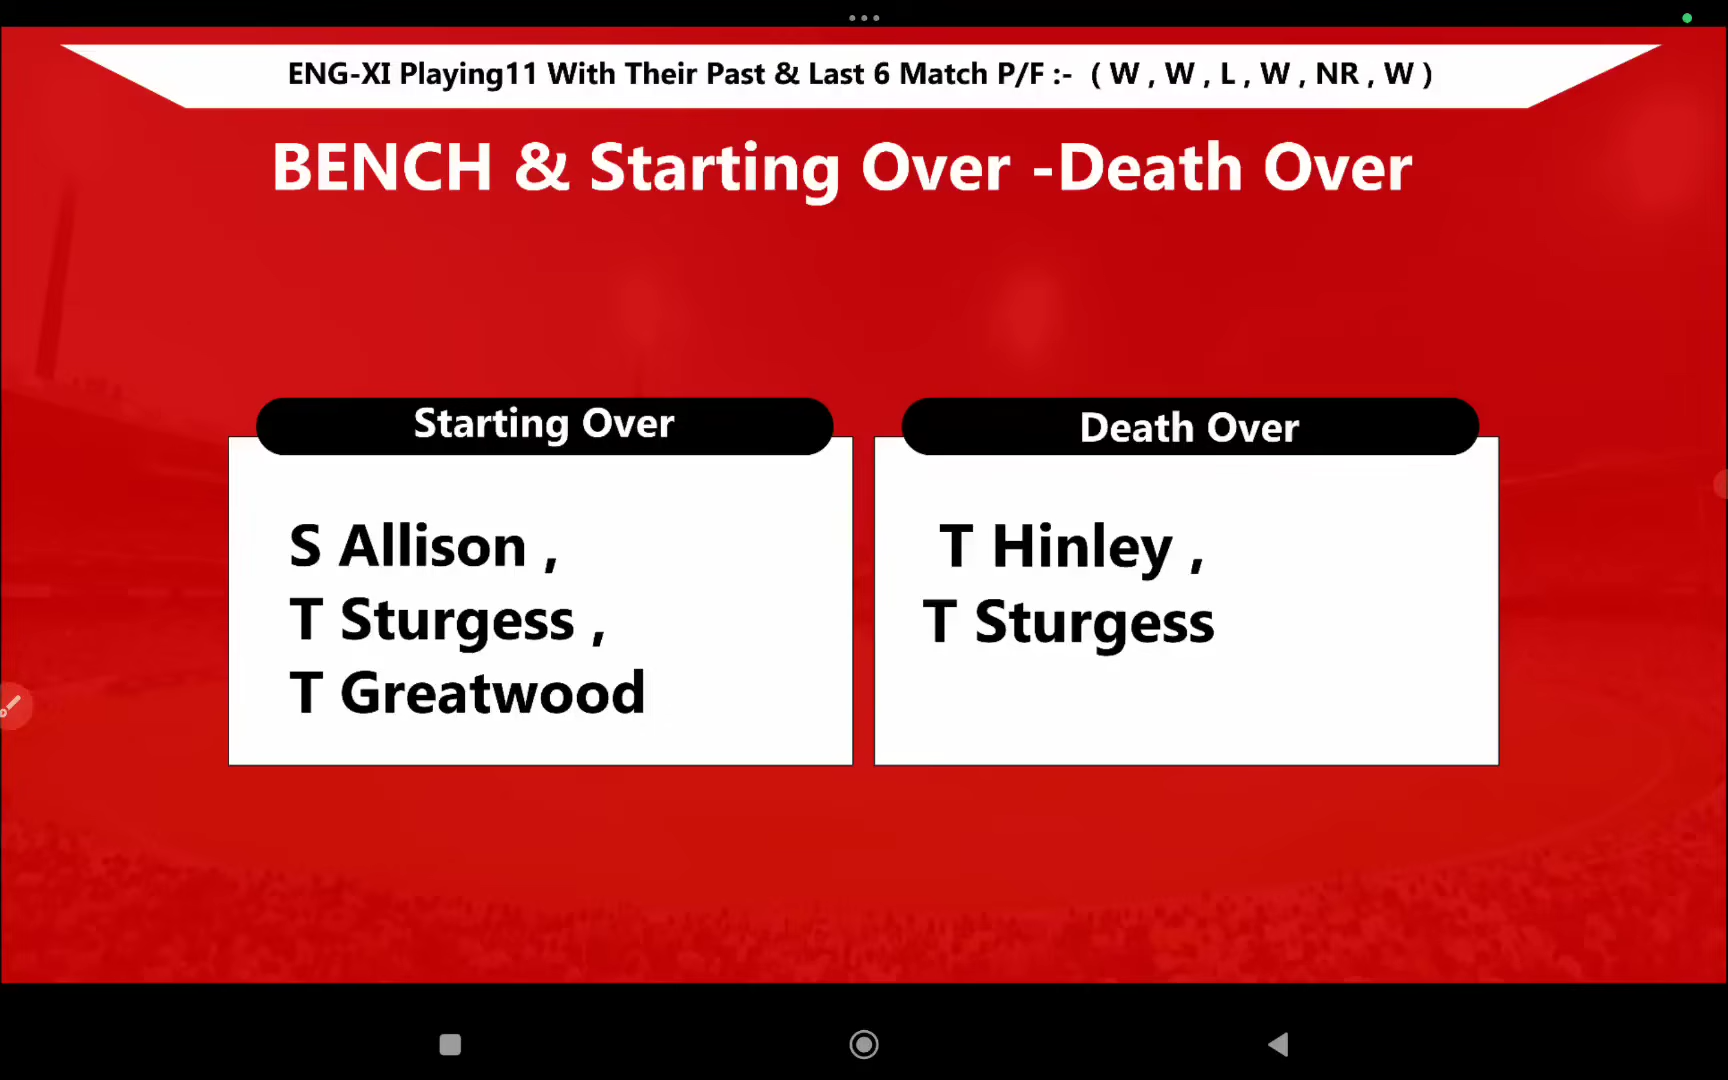 ENG-XI Playing11 With Their Past & Last 6 Match P/F :-  ( W , W , L , W , NR , W )
BENCH & Starting Over -Death Over
Starting Over
S Allison ,
T Sturgess ,
T Greatwood
Death Over
T Hinley ,
T Sturgess